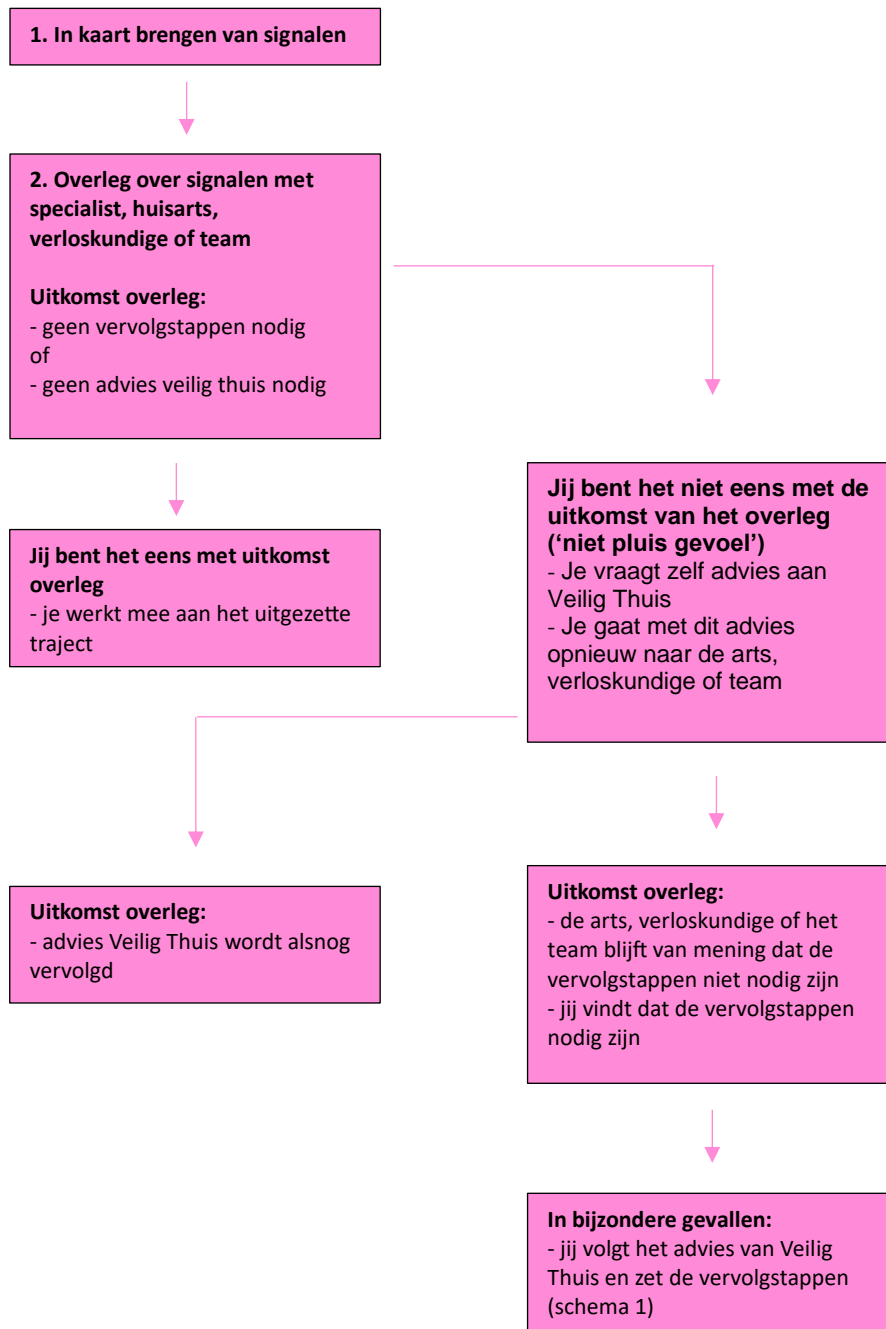 1. In kaart brengen van signalen
2. Overleg over signalen met
specialist, huisarts,
verloskundige of team
Uitkomst overleg:
- geen vervolgstappen nodig
of
- geen advies veilig thuis nodig
Jij bent het eens met uitkomst
overleg
- je werkt mee aan het uitgezette
traject
Jij bent het niet eens met de
uitkomst van het overleg
(‘niet pluis gevoel’)
- Je vraagt zelf advies aan
Veilig Thuis
- Je gaat met dit advies
opnieuw naar de arts,
verloskundige of team
Uitkomst overleg:
- advies Veilig Thuis wordt alsnog
vervolgd
Uitkomst overleg:
- de arts, verloskundige of het
team blijft van mening dat de
vervolgstappen niet nodig zijn
- jij vindt dat de vervolgstappen
nodig zijn
In bijzondere gevallen:
- jij volgt het advies van Veilig
Thuis en zet de vervolgstappen
(schema 1)